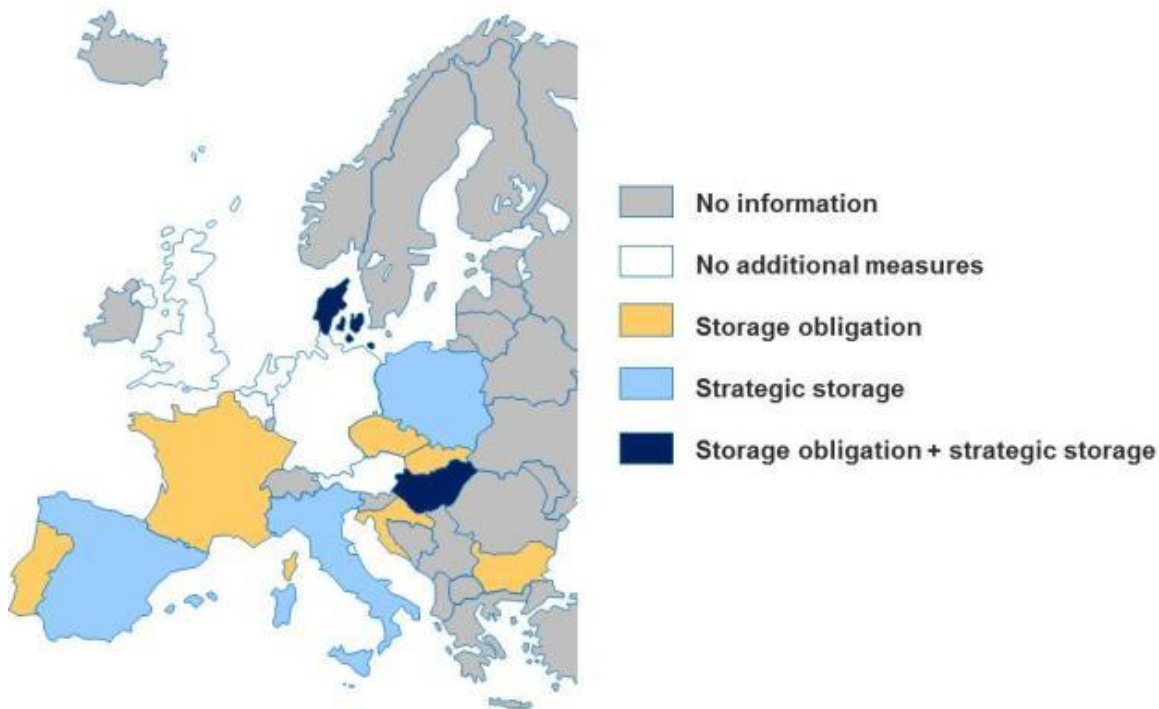 No information
No additional measures
Storage obligation
Strategic storage
Storage obligation + strategic storage